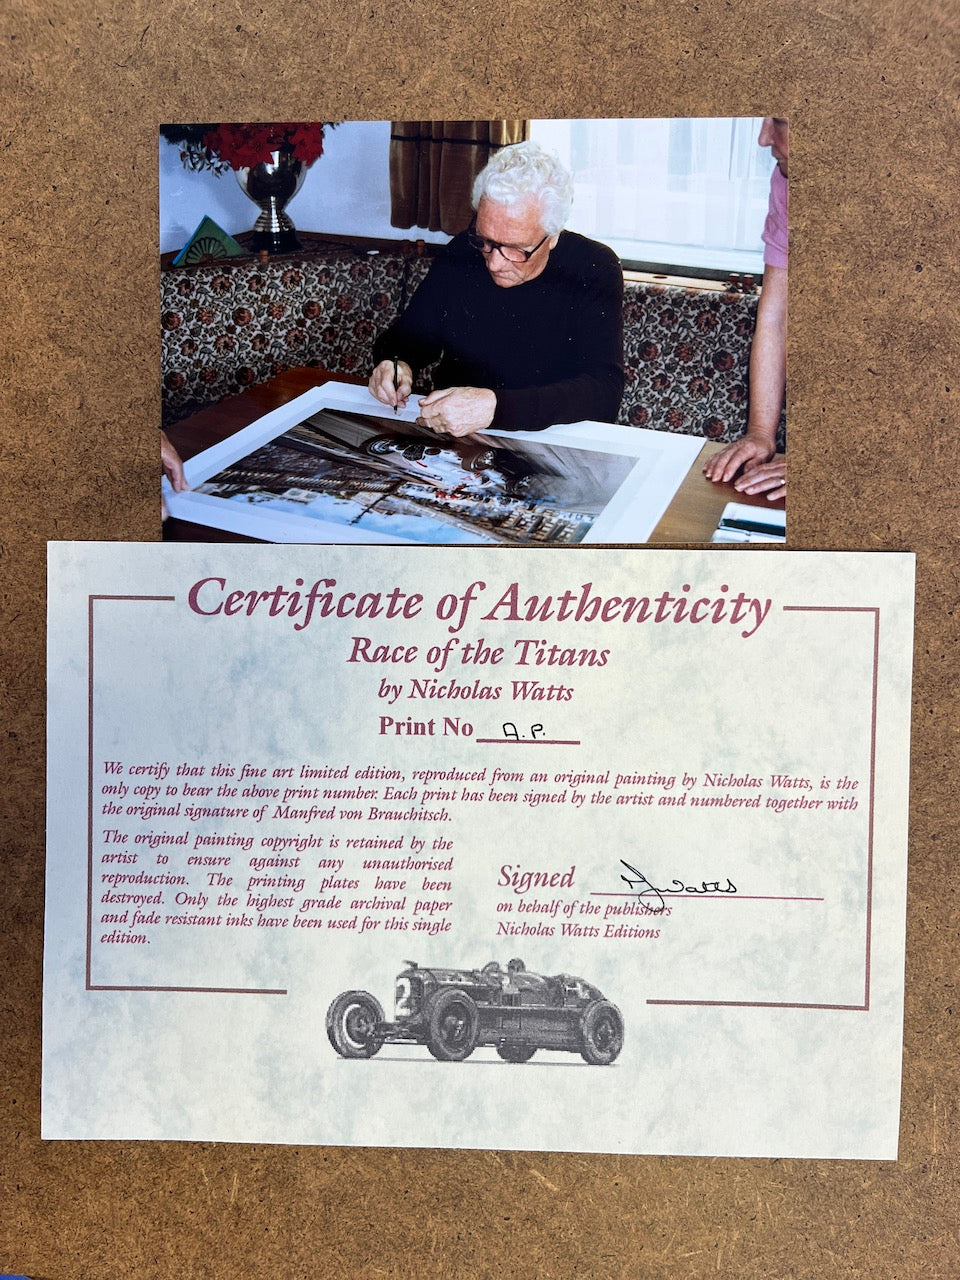 Certificate of Authenticity
Race of the Titans
by Nicholas Watts
Print No A.P.
We certify that this fine art limited edition, reproduced from an original painting by Nicholas Watts, is the
only copy to bear the above print number. Each print has been signed by the artist and numbered together with
the original signature of Manfred von Brauchitsch.
The original painting copyright is retained by the
artist to ensure against any unauthorised
reproduction. The printing plates have been
destroyed. Only the highest grade archival paper
and fade resistant inks have been used for this single
edition.
Signed N Watts
on behalf of the publishers
Nicholas Watts Editions
2